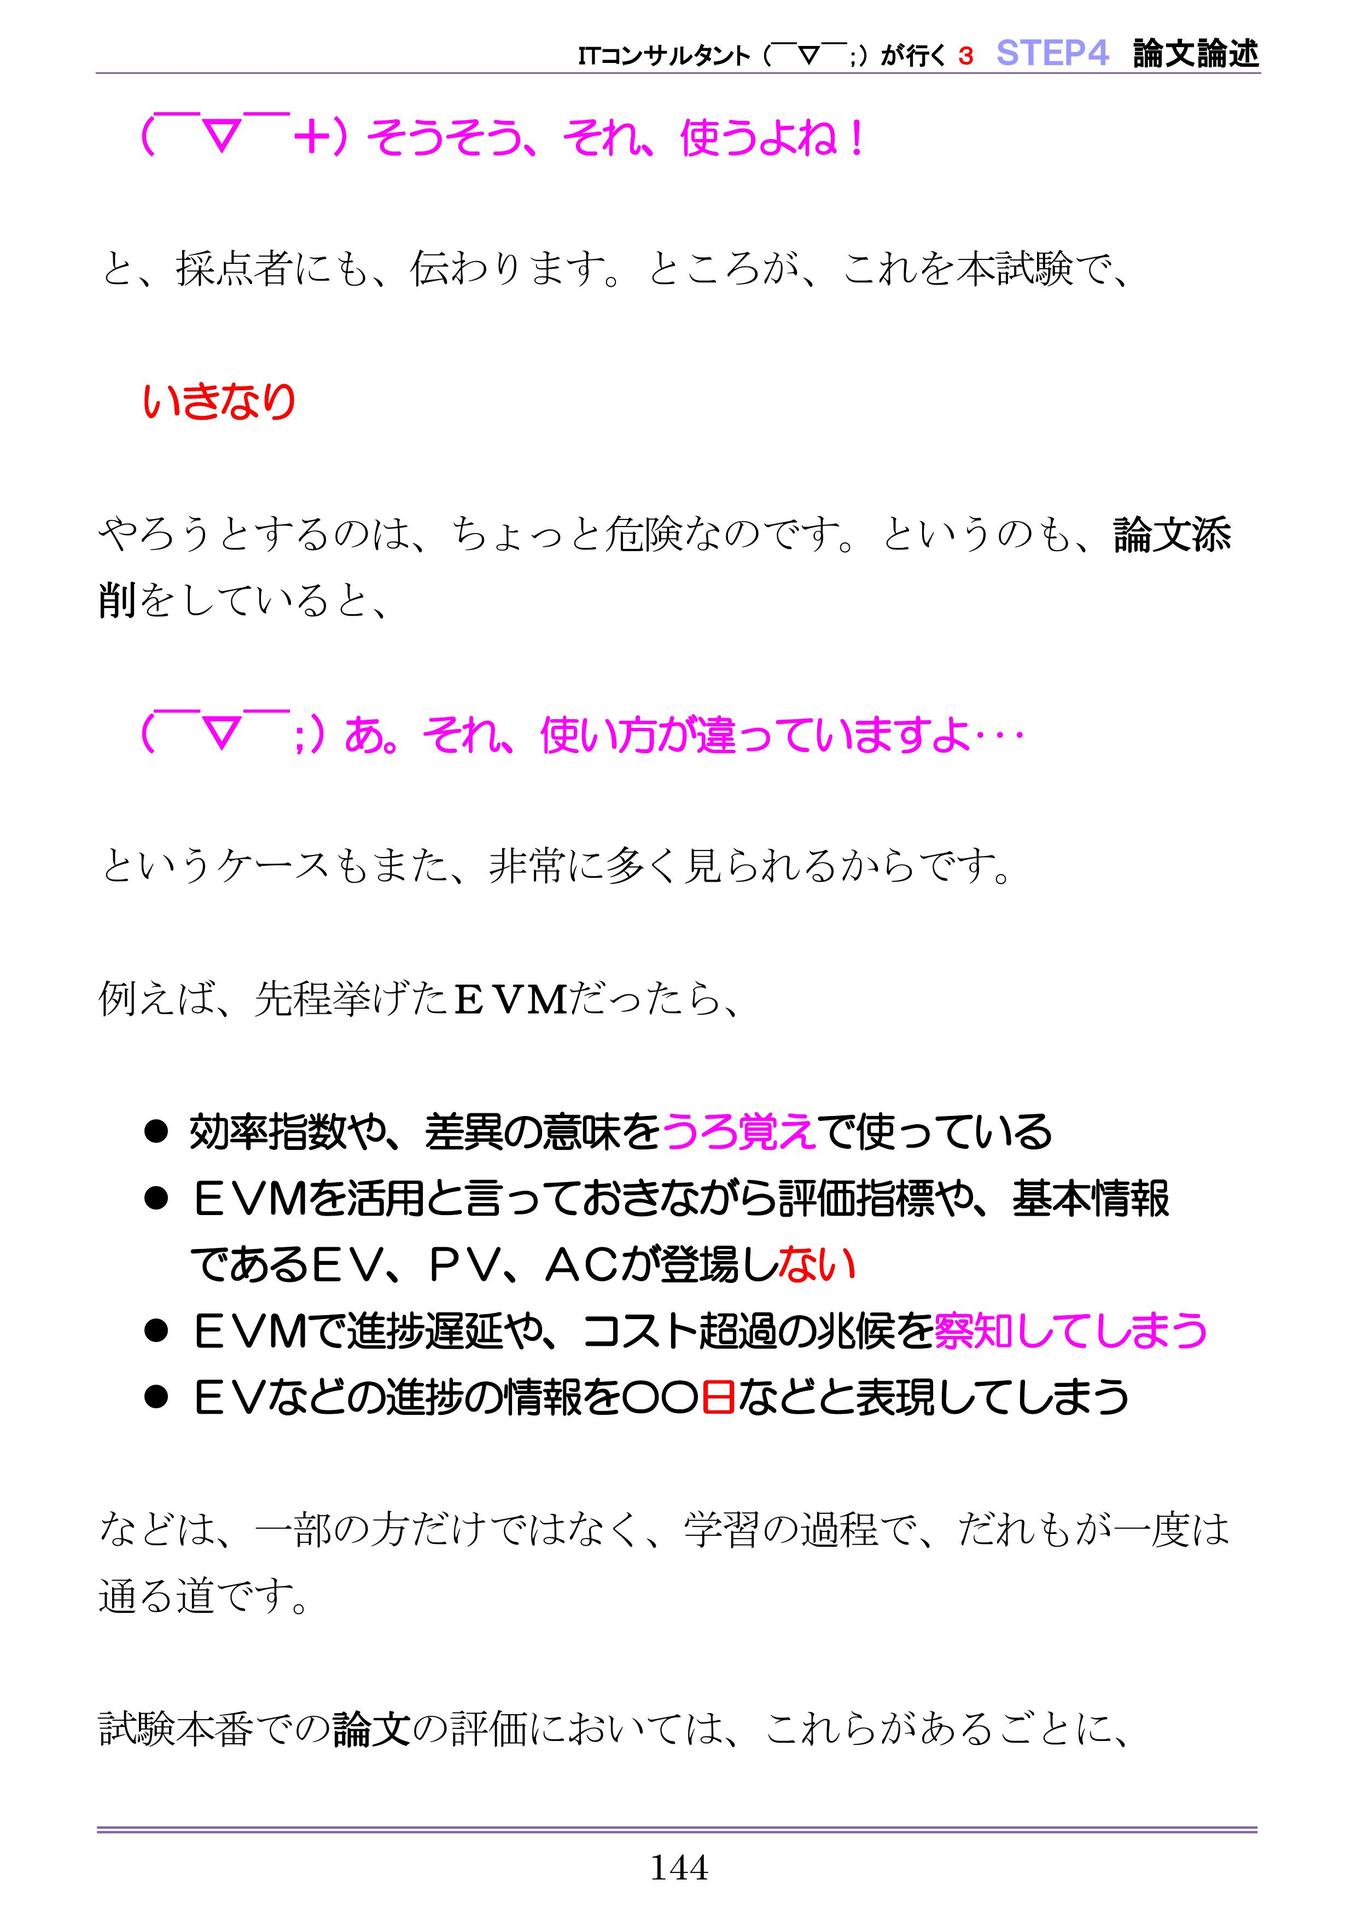 ITコンサルタント（￣▽￣；）が行く 3 STEP4 論文論述
（￣▽￣＋）そうそう、それ、使うよね！
と、採点者にも、伝わります。ところが、これを本試験で、
いきなり
やろうとするのは、ちょっと危険なのです。というのも、論文添
削をしていると、
（￣▽￣；）あ。それ、使い方が違っていますよ･･･
というケースもまた、非常に多く見られるからです。
例えば、先程挙げたＥＶＭだったら、
● 効率指数や、差異の意味をうろ覚えで使っている
● ＥＶＭを活用と言っておきながら評価指標や、基本情報
であるＥＶ、ＰＶ、ＡＣが登場しない
● ＥＶＭで進捗遅延や、コスト超過の兆候を察知してしまう
● ＥＶなどの進捗の情報を〇〇日などと表現してしまう
などは、一部の方だけではなく、学習の過程で、だれもが一度は
通る道です。
試験本番での論文の評価においては、これらがあるごとに、
144